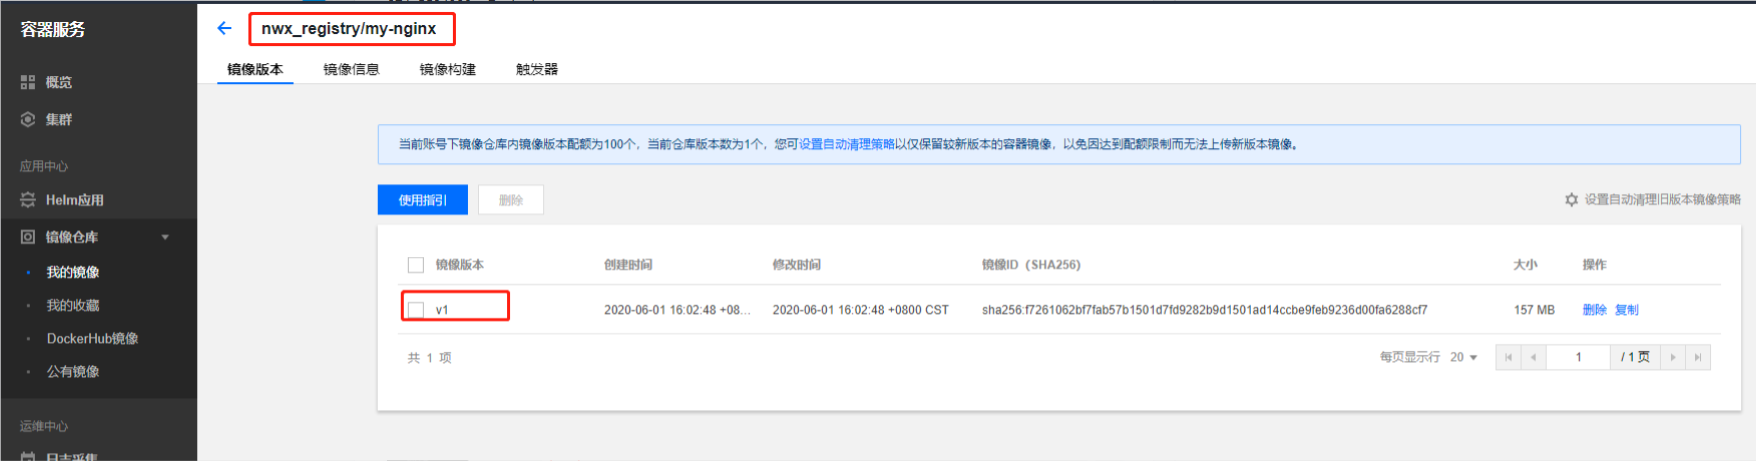 容器服务
nwx_registry/my-nginx
镜像版本 镜像信息 镜像构建 触发器
概览
集群
应用中心
Helm应用
镜像仓库
我的镜像
我的收藏
DockerHub镜像
公有镜像
运维中心
日志采集
当前账号下镜像仓库内镜像版本配额为100个，当前仓库版本数为1个，您可设置自动清理策略以仅保留较新版本的容器镜像，以免因达到配额限制而无法上传新版本镜像。
使用指引 删除 设置自动清理旧版本镜像策略
镜像版本 创建时间 修改时间 镜像ID（SHA256） 大小 操作
v1 2020-06-01 16:02:48 +08... 2020-06-01 16:02:48 +0800 CST sha256:f7261062bf7fab57b1501d7fd9282b9d1501ad14ccbe9feb9236d00fa6288cf7 157 MB 删除 复制
共 1 项 每页显示行 20 1 / 1 页